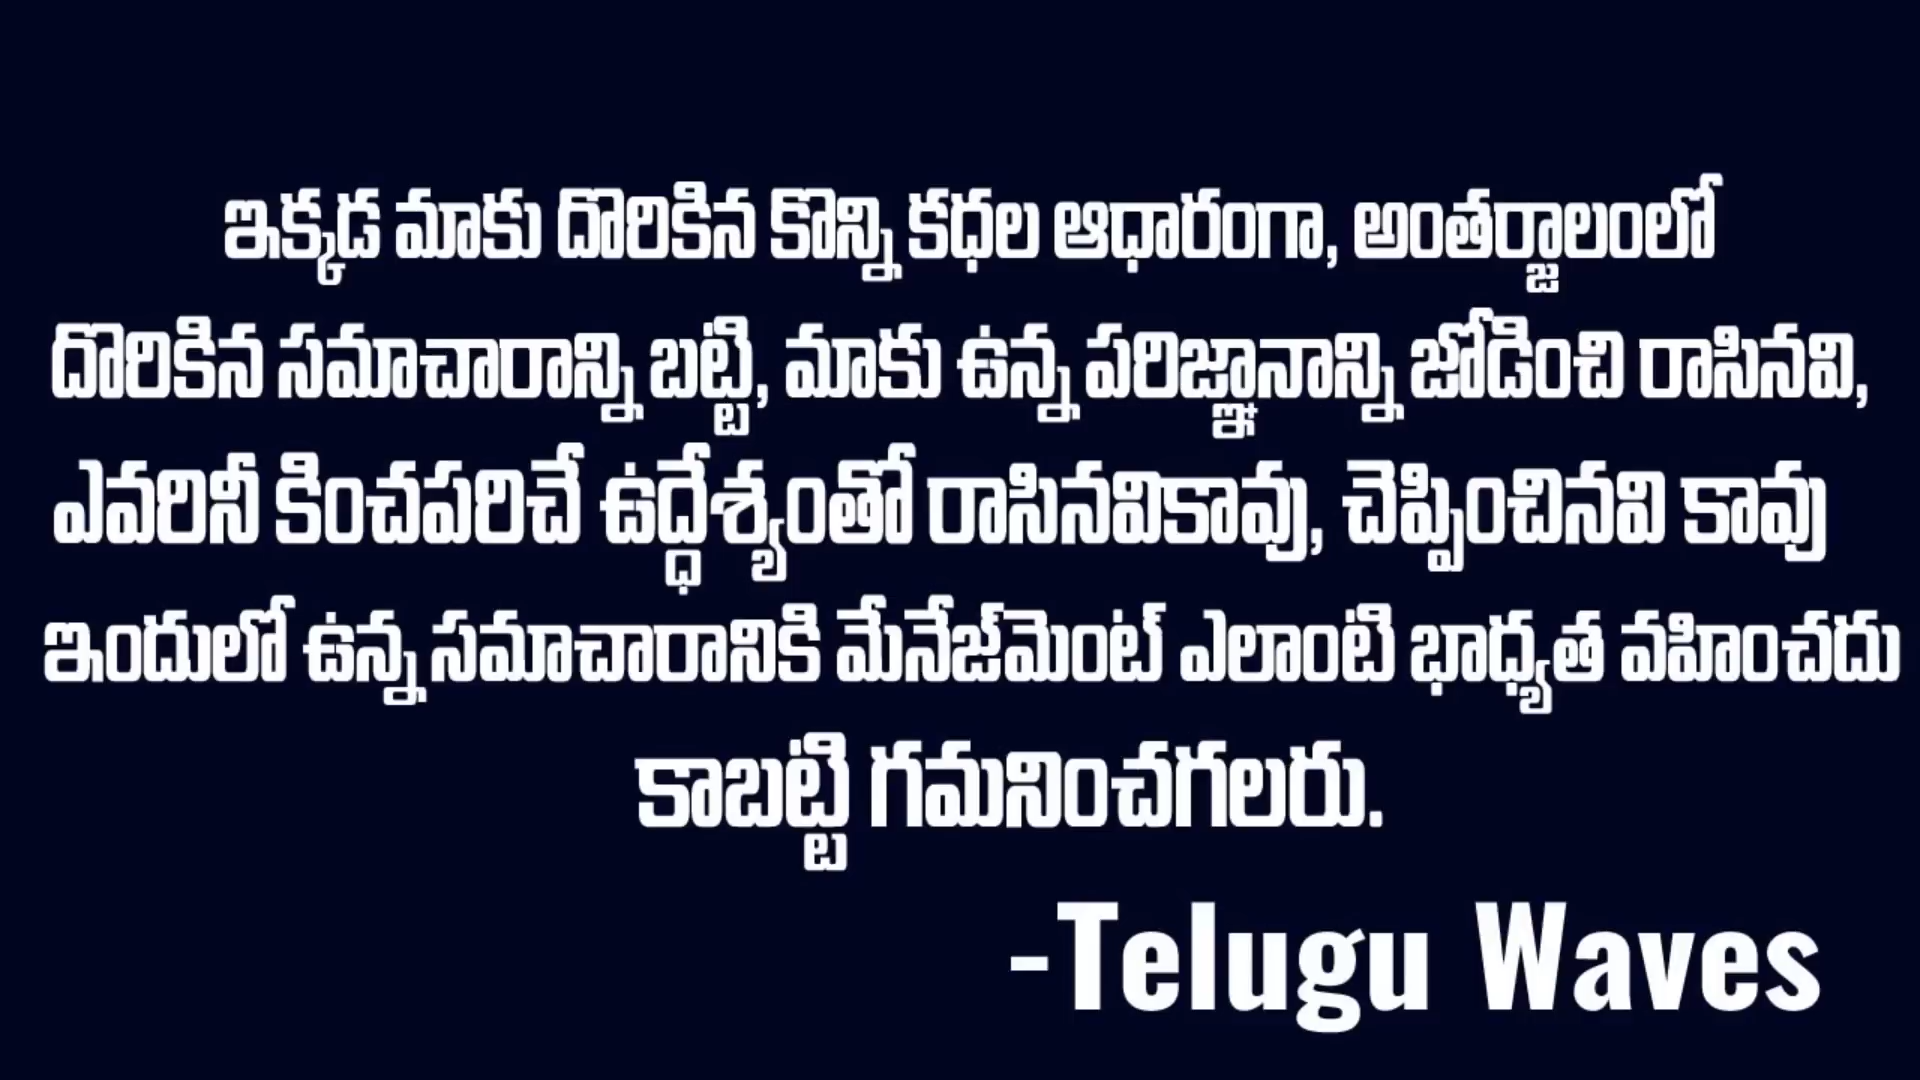 ఇక్కడ మాకు దొరికిన కొన్ని కధల ఆధారంగా, అంతర్జాలంలో
దొరికిన సమాచారాన్ని బట్టి, మాకు ఉన్న పరిజ్ఞానాన్ని జోడించి రాసినవి,
ఎవరినీ కించపరిచే ఉద్ధేశ్యంతో రాసినవికావు, చెప్పించినవి కావు
ఇందులో ఉన్న సమాచారానికి మేనేజ్‌మెంట్ ఎలాంటి భాధ్యత వహించదు
కాబట్టి గమనించగలరు.
-Telugu Waves